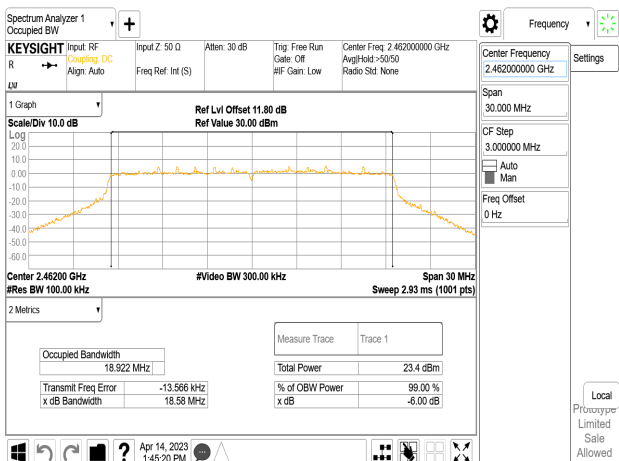 Spectrum Analyzer 1
Occupied BW
Frequency
KEYSIGHT
R
LXI
Input: RF
Coupling: DC
Align: Auto
Input Z: 50 Ω
Freq Ref: Int (S)
Atten: 30 dB
Trig: Free Run
Gate: Off
#IF Gain: Low
Center Freq: 2.462000000 GHz
Avg|Hold:>50/50
Radio Std: None
Center Frequency
2.462000000 GHz
Settings
Span
30.000 MHz
CF Step
3.000000 MHz
Auto
Man
Freq Offset
0 Hz
1 Graph
Scale/Div 10.0 dB
Ref Lvl Offset 11.80 dB
Ref Value 30.00 dBm
Log
20.0
10.0
0.00
-10.0
-20.0
-30.0
-40.0
-50.0
-60.0
Center 2.46200 GHz
#Res BW 100.00 kHz
#Video BW 300.00 kHz
Span 30 MHz
Sweep 2.93 ms (1001 pts)
2 Metrics
Measure Trace Trace 1
Occupied Bandwidth
18.922 MHz
Total Power 23.4 dBm
Transmit Freq Error -13.566 kHz
% of OBW Power 99.00 %
x dB Bandwidth 18.58 MHz
x dB -6.00 dB
Local
Prototype
Limited
Sale
Allowed
?
Apr 14, 2023
1:45:20 PM